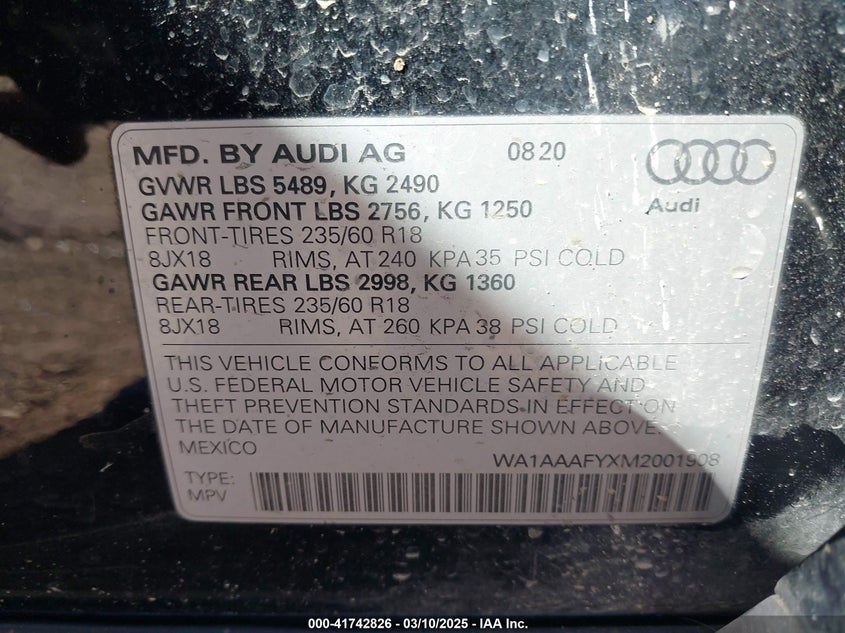 MFD. BY AUDI AG 0820
GVWR LBS 5489, KG 2490
GAWR FRONT LBS 2756, KG 1250
Audi
FRONT-TIRES 235/60 R18
8JX18 RIMS, AT 240 KPA 35 PSI COLD
GAWR REAR LBS 2998, KG 1360
REAR-TIRES 235/60 R18
8JX18 RIMS, AT 260 KPA 38 PSI COLD
THIS VEHICLE CONFORMS TO ALL APPLICABLE
U.S. FEDERAL MOTOR VEHICLE SAFETY AND
THEFT PREVENTION STANDARDS IN EFFECT ON
THE DATE OF MANUFACTURE SHOWN ABOVE.
MEXICO
WA1AAAFYXM2001908
TYPE:
MPV
000-41742826 - 03/10/2025 - IAA Inc.